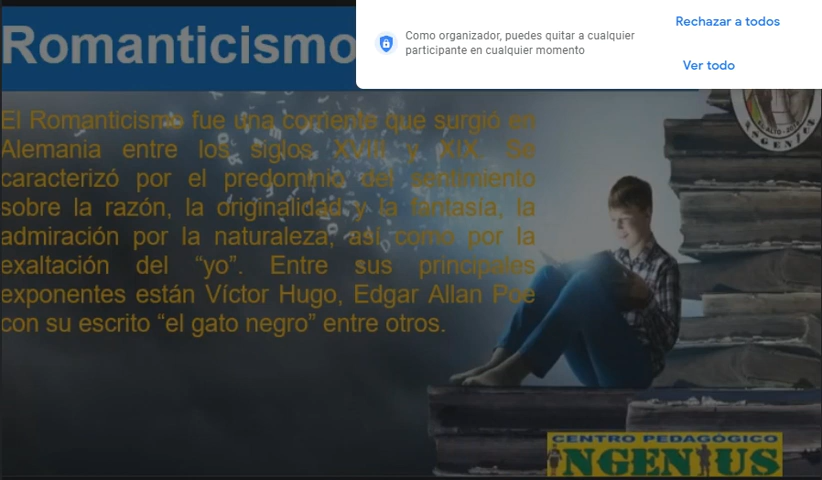 Romanticismo
Como organizador, puedes quitar a cualquier
participante en cualquier momento
Rechazar a todos
Ver todo
El Romanticismo fue una corriente que surgió en
Alemania entre los siglos XVIII y XIX. Se
caracterizó por el predominio del sentimiento
sobre la razón, la originalidad y la fantasía, la
admiración por la naturaleza, así como por la
exaltación del “yo”. Entre sus principales
exponentes están Víctor Hugo, Edgar Allan Poe
con su escrito “el gato negro” entre otros.
CENTRO PEDAGÓGICO
INGENIUS